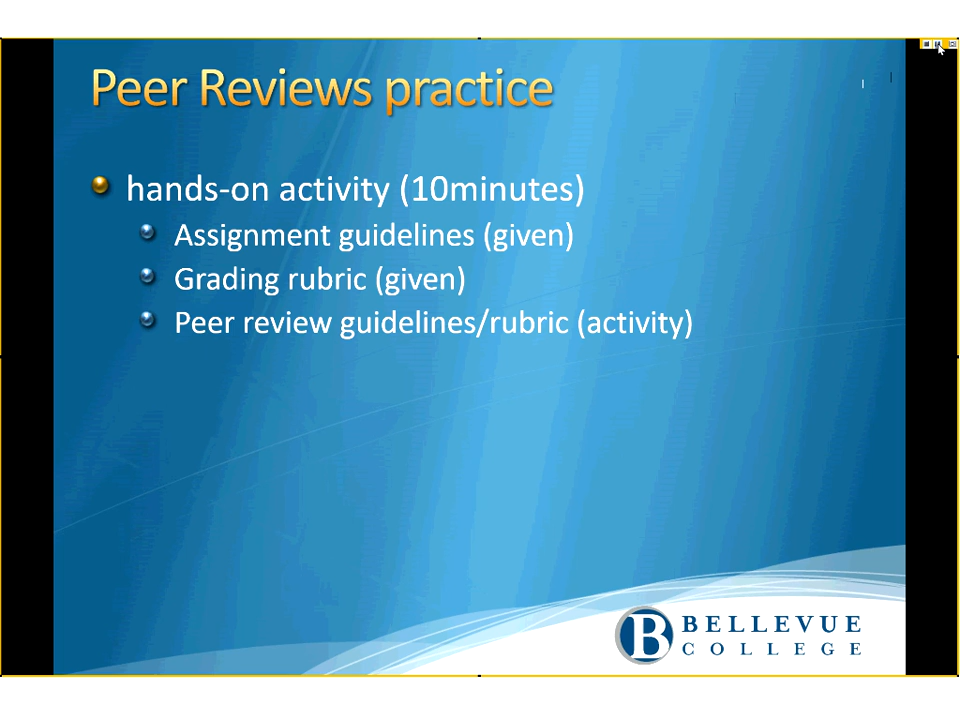 Peer Reviews practice
hands-on activity (10minutes)
Assignment guidelines (given)
Grading rubric (given)
Peer review guidelines/rubric (activity)
B BELLEVUE
COLLEGE